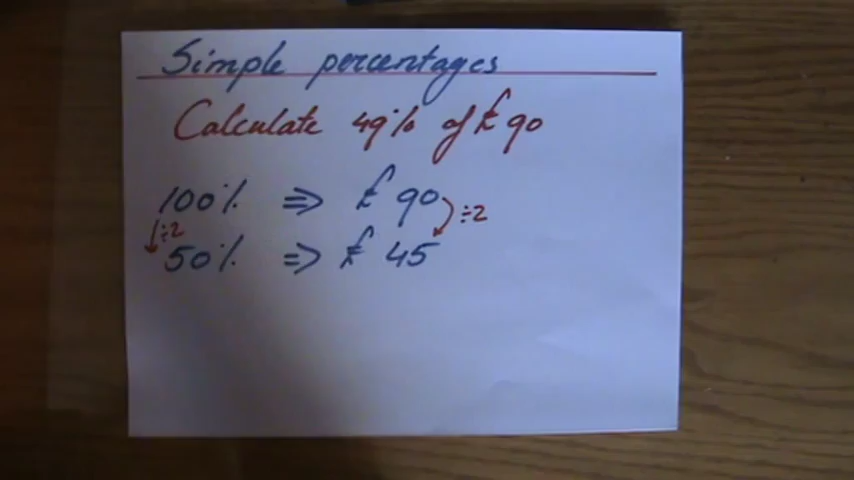 Simple percentages
Calculate 49% of £90
100% => £ 90
÷2 ÷2
50% => £ 45